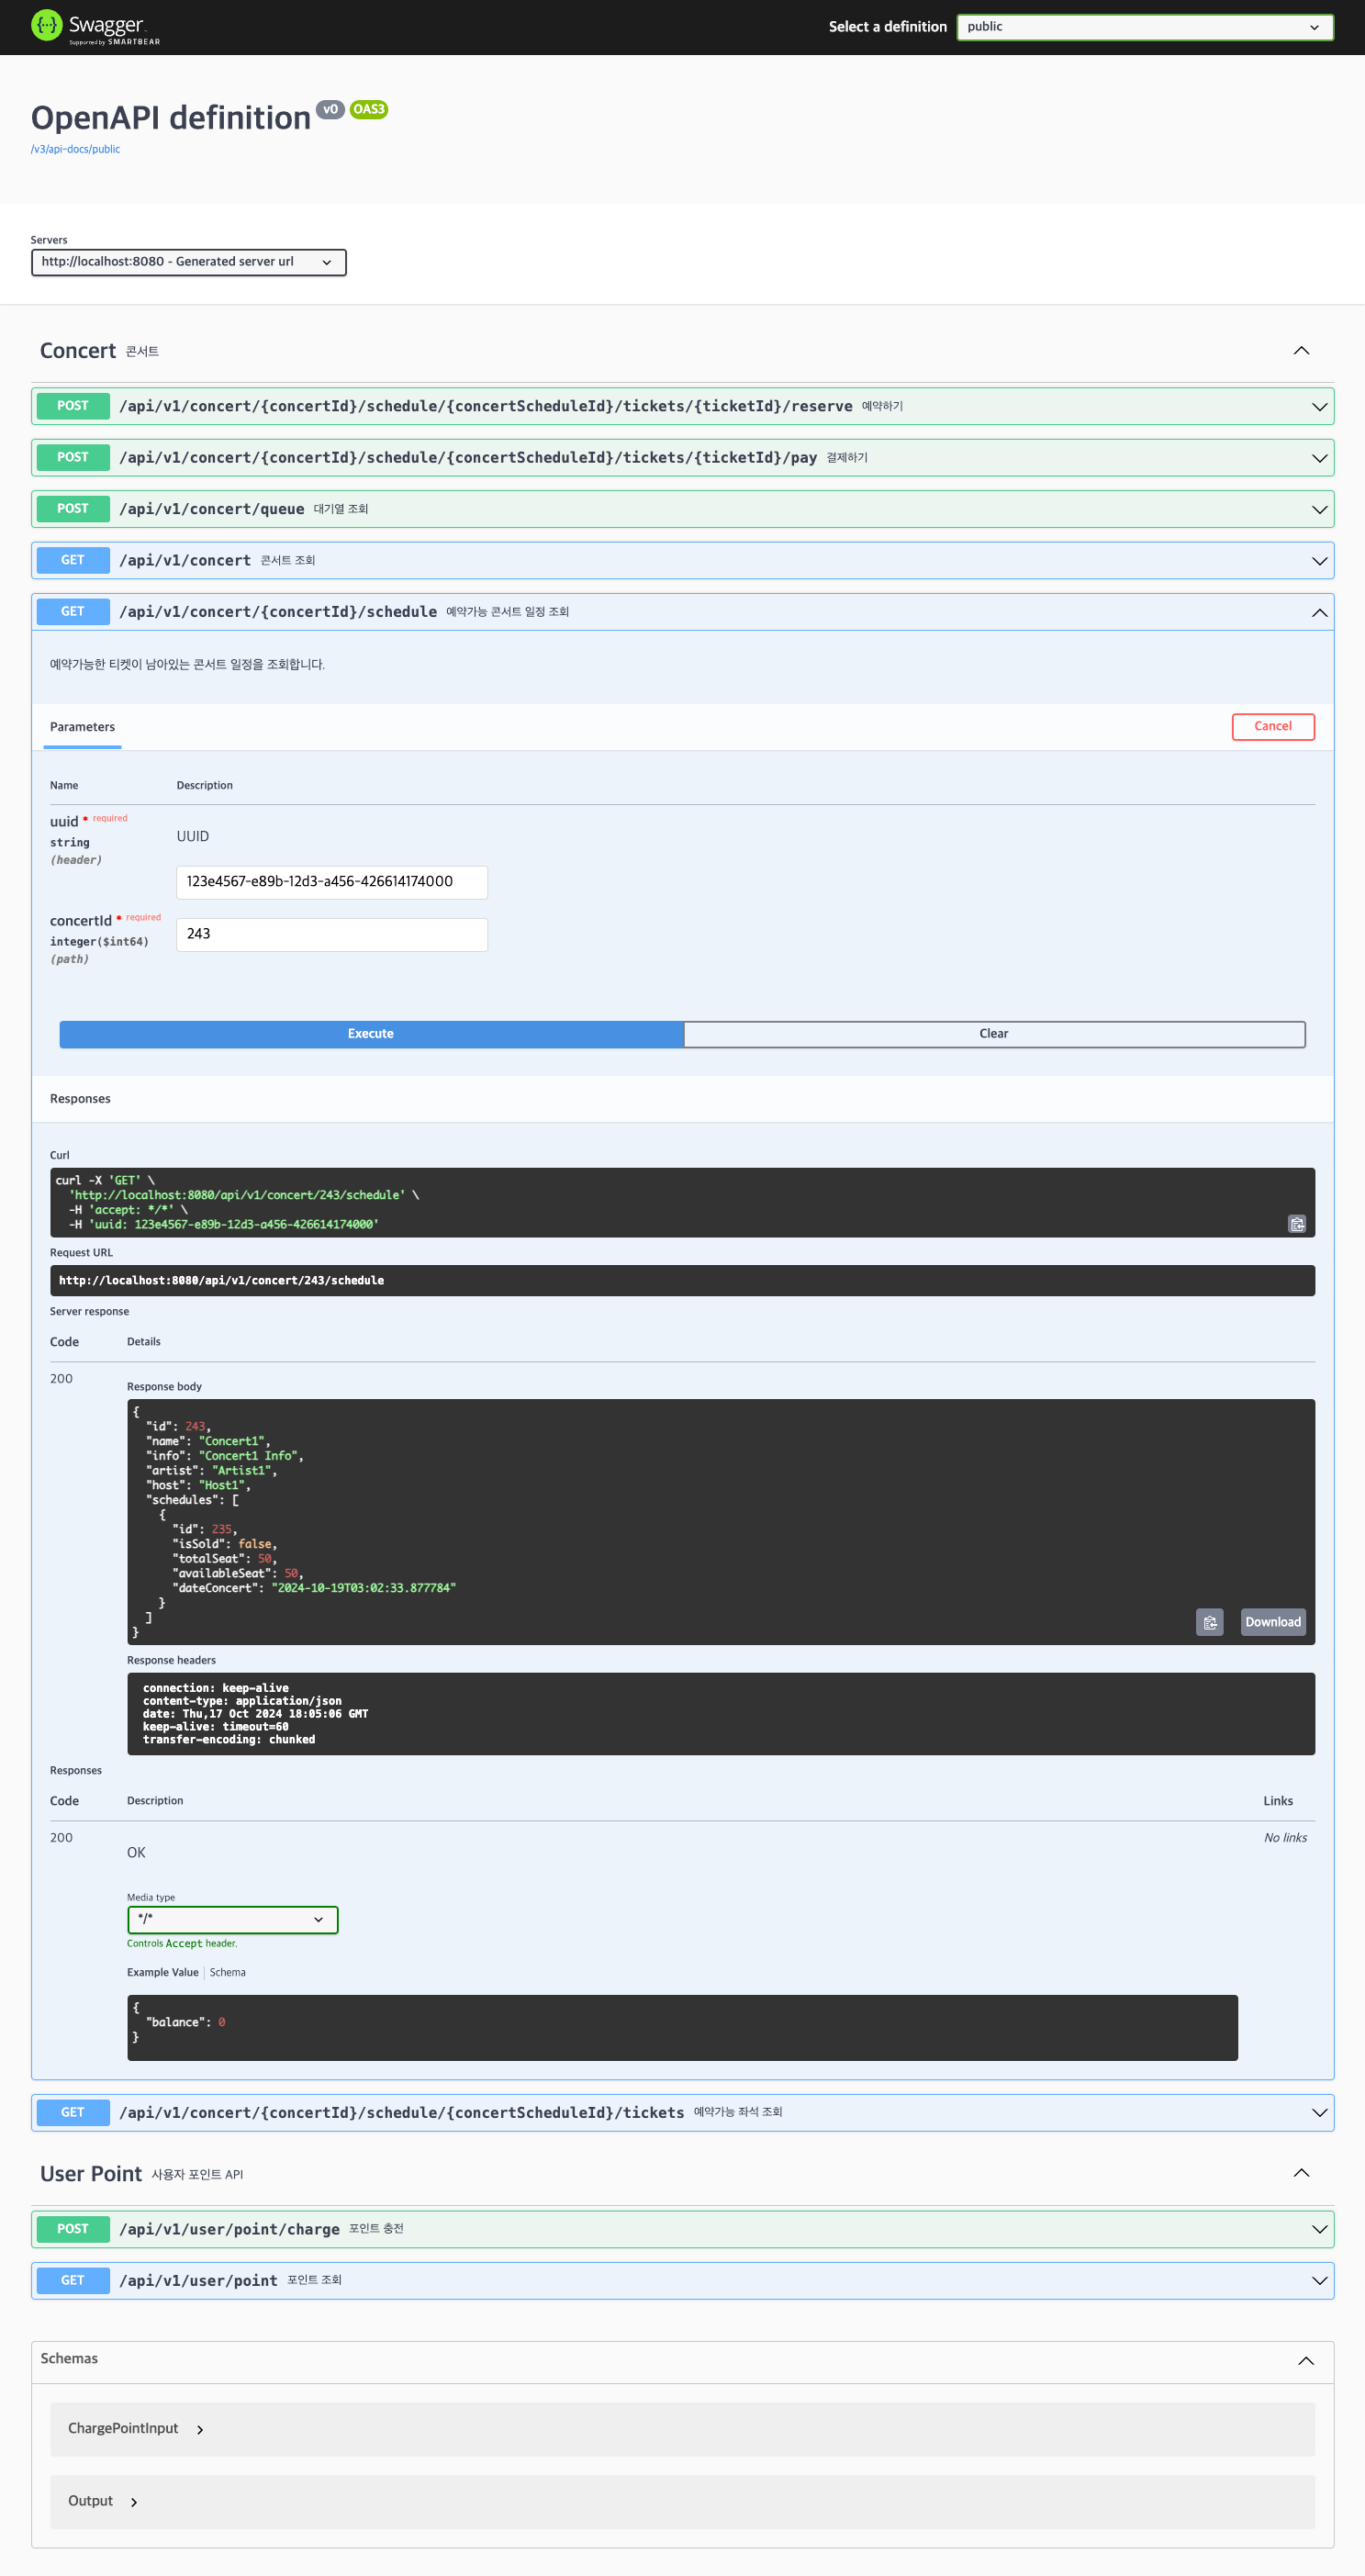 Swagger
Supported by SMARTBEAR
Select a definition
public
OpenAPI definition v0 OAS3
/v3/api-docs/public
Servers
http://localhost:8080 - Generated server url
Concert 콘서트
POST /api/v1/concert/{concertId}/schedule/{concertScheduleId}/tickets/{ticketId}/reserve 예약하기
POST /api/v1/concert/{concertId}/schedule/{concertScheduleId}/tickets/{ticketId}/pay 결제하기
POST /api/v1/concert/queue 대기열 조회
GET /api/v1/concert 콘서트 조회
GET /api/v1/concert/{concertId}/schedule 예약가능 콘서트 일정 조회
예약가능한 티켓이 남아있는 콘서트 일정을 조회합니다.
Parameters
Cancel
Name Description
uuid * required
string
(header)
UUID
123e4567-e89b-12d3-a456-426614174000
concertId * required
integer($int64)
(path)
243
Execute
Clear
Responses
Curl
curl -X 'GET' \
'http://localhost:8080/api/v1/concert/243/schedule' \
-H 'accept: */*' \
-H 'uuid: 123e4567-e89b-12d3-a456-426614174000'
Request URL
http://localhost:8080/api/v1/concert/243/schedule
Server response
Code Details
200
Response body
{
"id": 243,
"name": "Concert1",
"info": "Concert1 Info",
"artist": "Artist1",
"host": "Host1",
"schedules": [
{
"id": 235,
"isSold": false,
"totalSeat": 50,
"availableSeat": 50,
"dateConcert": "2024-10-19T03:02:33.877784"
}
]
}
Download
Response headers
connection: keep-alive
content-type: application/json
date: Thu,17 Oct 2024 18:05:06 GMT
keep-alive: timeout=60
transfer-encoding: chunked
Responses
Code Description Links
200
OK
No links
Media type
*/*
Controls Accept header.
Example Value Schema
{
"balance": 0
}
GET /api/v1/concert/{concertId}/schedule/{concertScheduleId}/tickets 예약가능 좌석 조회
User Point 사용자 포인트 API
POST /api/v1/user/point/charge 포인트 충전
GET /api/v1/user/point 포인트 조회
Schemas
ChargePointInput
Output